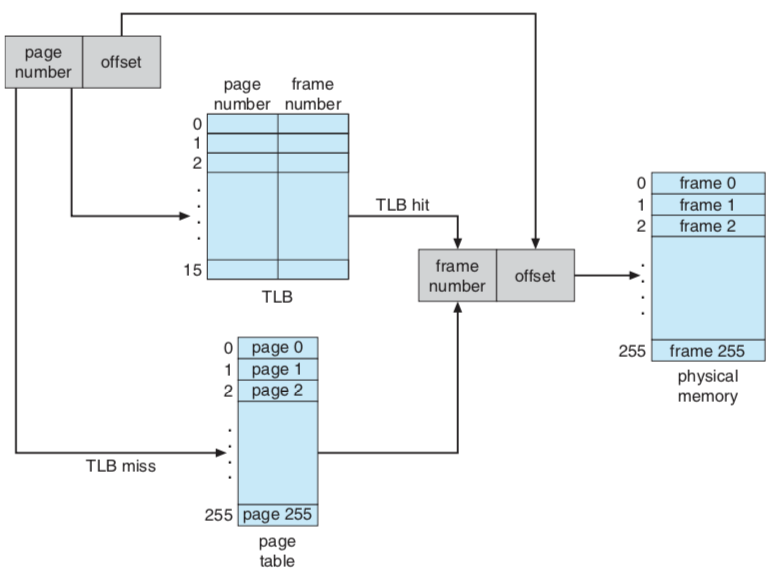 page
number
offset
page
number
frame
number
0
1
2
.
.
.
.
15
TLB
TLB hit
frame
number
offset
0
frame 0
1
frame 1
2
frame 2
.
.
.
.
255
frame 255
physical
memory
0
page 0
1
page 1
2
page 2
.
.
.
.
255
page 255
page
table
TLB miss